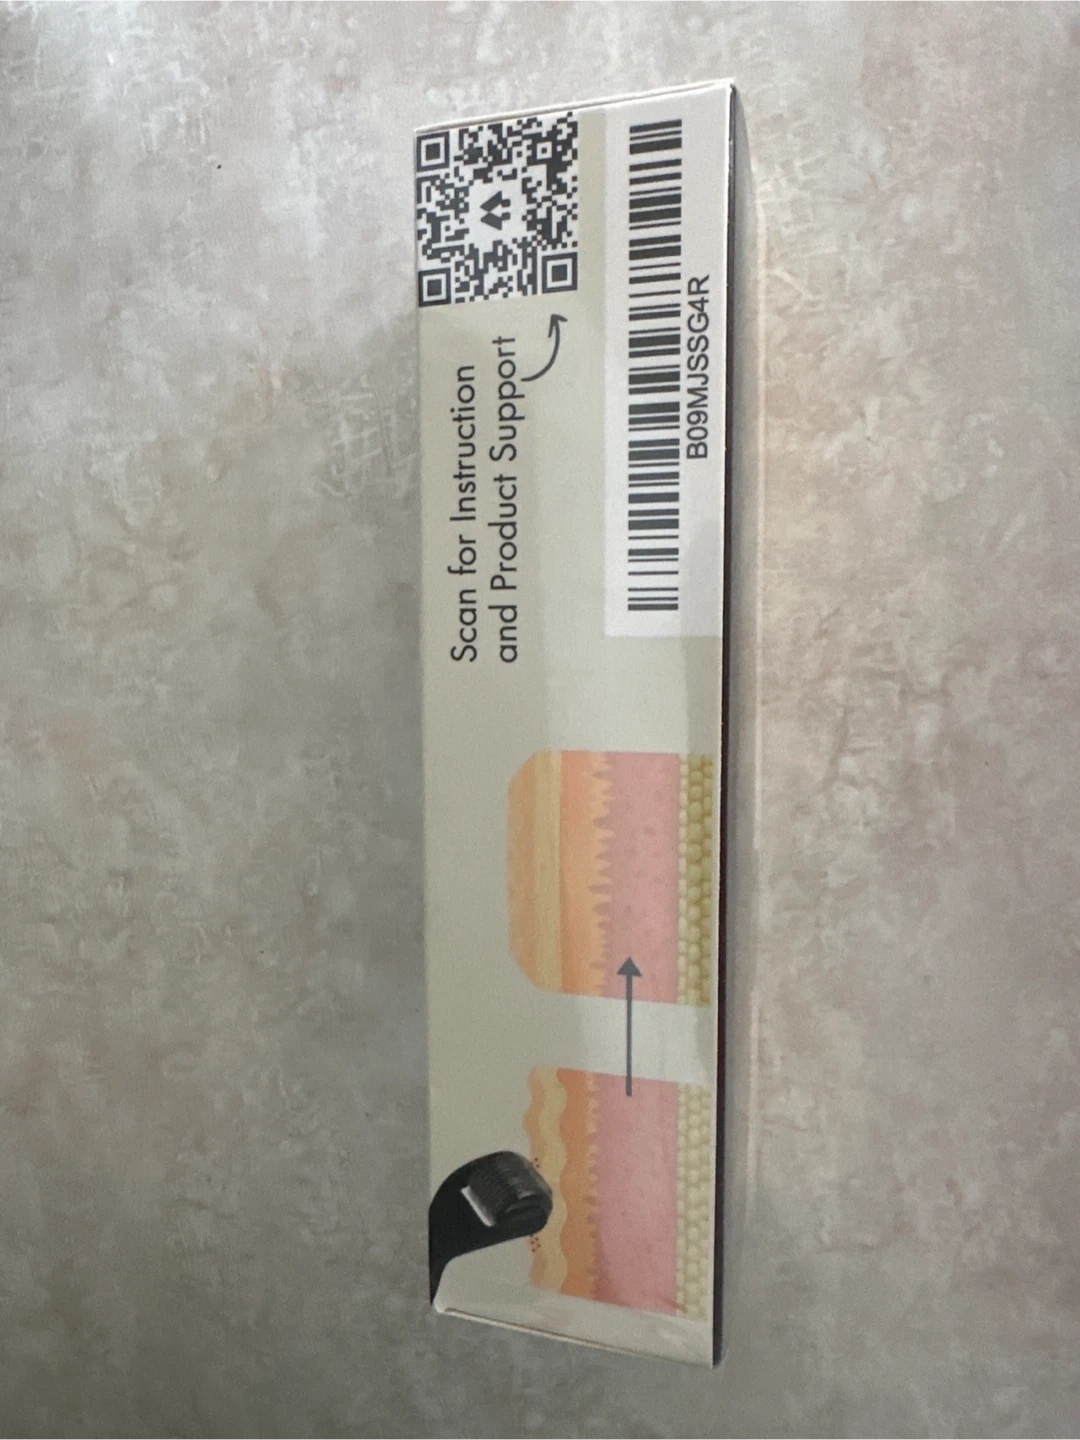 Scan for Instruction
and Product Support
B09MJSSG4R